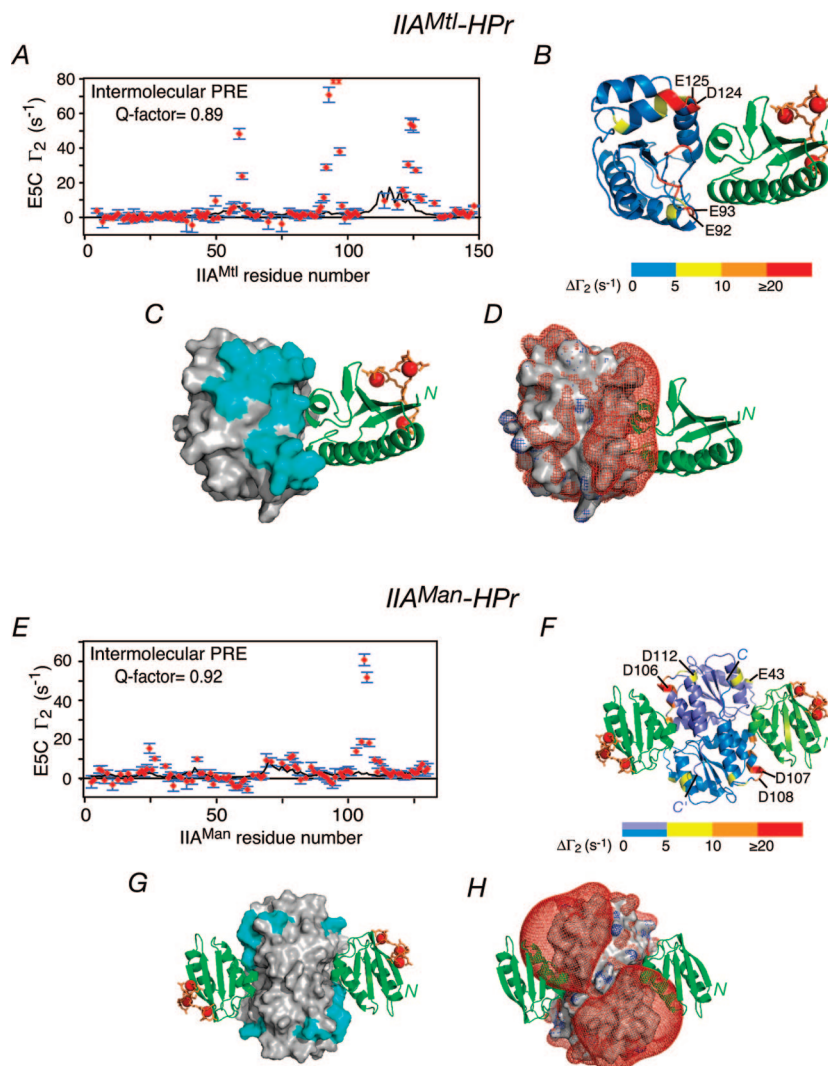 IIAMtl-HPr
A
Intermolecular PRE
Q-factor= 0.89
E5C Γ2 (s-1)
80
60
40
20
0
0
50
100
150
IIAMtl residue number
B
E125
D124
E93
E92
ΔΓ2 (s-1)
0
5
10
≥20
C
N
D
N
IIAMan-HPr
E
Intermolecular PRE
Q-factor= 0.92
E5C Γ2 (s-1)
60
40
20
0
0
50
100
IIAMan residue number
F
D112
C
D106
E43
D107
D108
C'
ΔΓ2 (s-1)
0
5
10
≥20
G
N
H
N